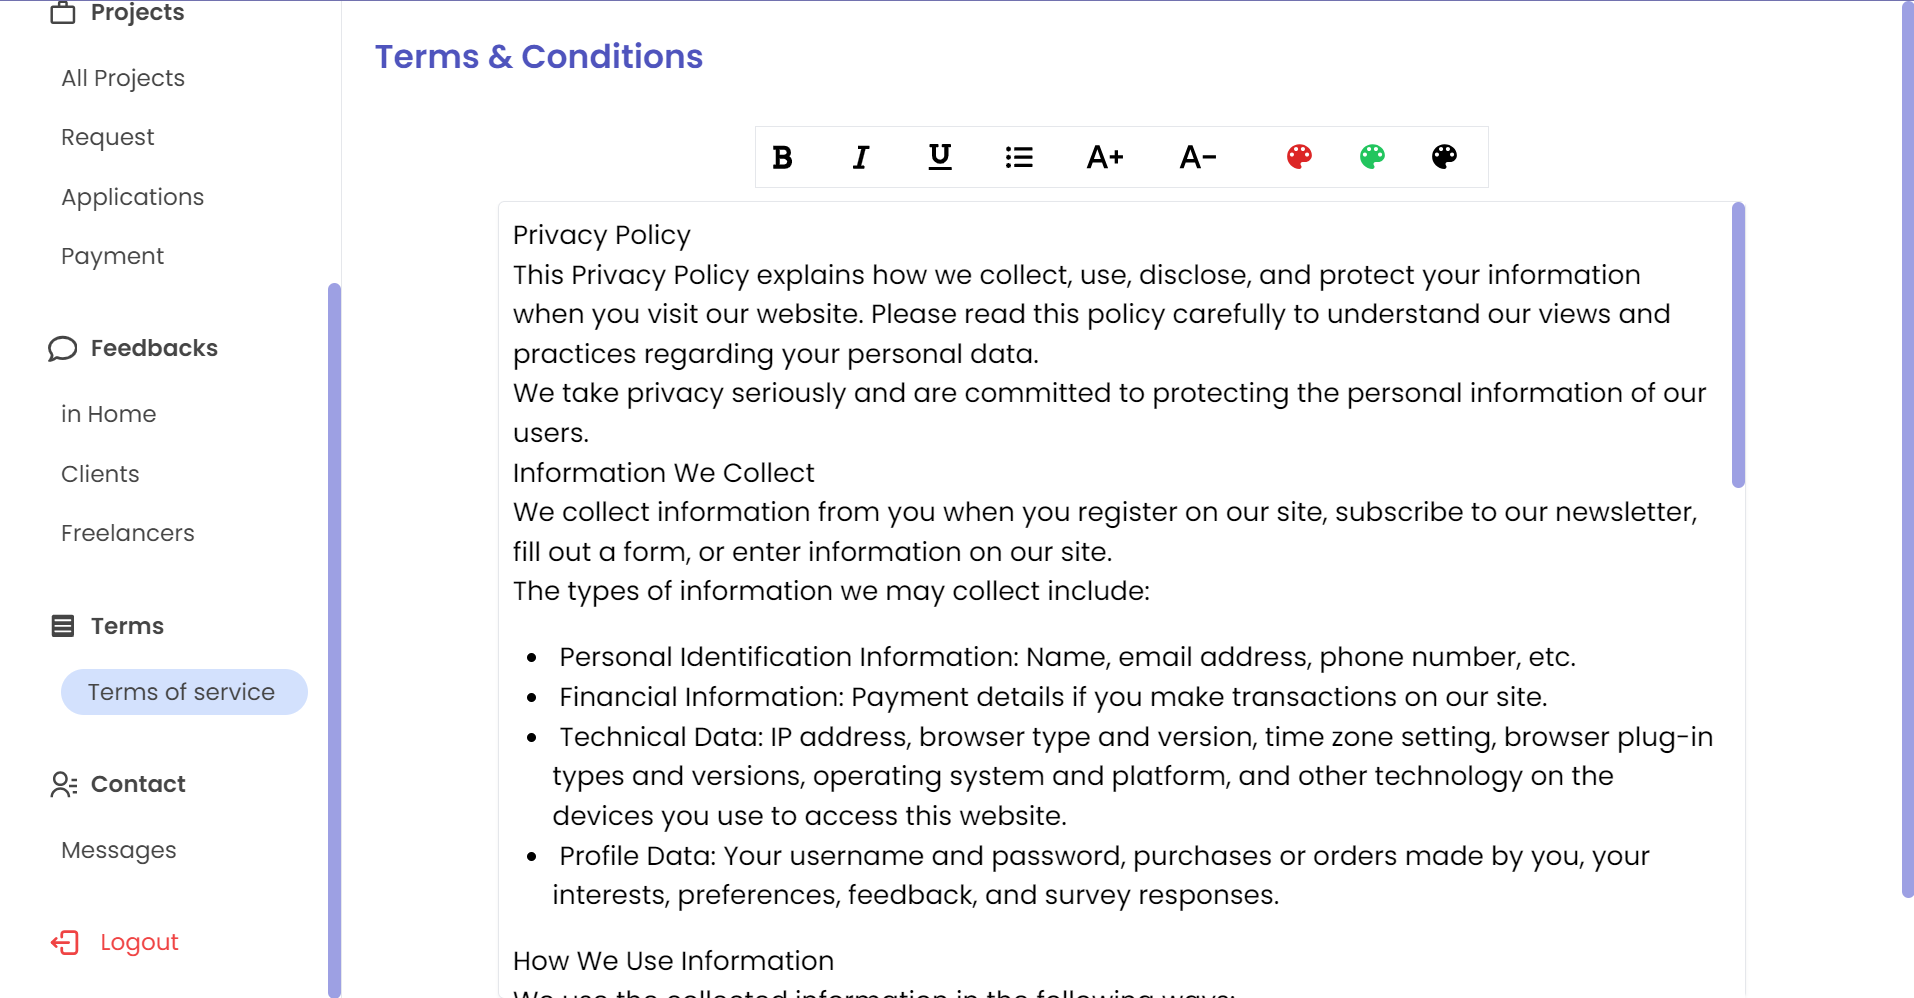 Projects
All Projects
Request
Applications
Payment
Feedbacks
in Home
Clients
Freelancers
Terms
Terms of service
Contact
Messages
Logout
Terms & Conditions
B I U A+ A-
Privacy Policy
This Privacy Policy explains how we collect, use, disclose, and protect your information
when you visit our website. Please read this policy carefully to understand our views and
practices regarding your personal data.
We take privacy seriously and are committed to protecting the personal information of our
users.
Information We Collect
We collect information from you when you register on our site, subscribe to our newsletter,
fill out a form, or enter information on our site.
The types of information we may collect include:
• Personal Identification Information: Name, email address, phone number, etc.
• Financial Information: Payment details if you make transactions on our site.
• Technical Data: IP address, browser type and version, time zone setting, browser plug-in
types and versions, operating system and platform, and other technology on the
devices you use to access this website.
• Profile Data: Your username and password, purchases or orders made by you, your
interests, preferences, feedback, and survey responses.
How We Use Information
We use the collected information in the following ways: